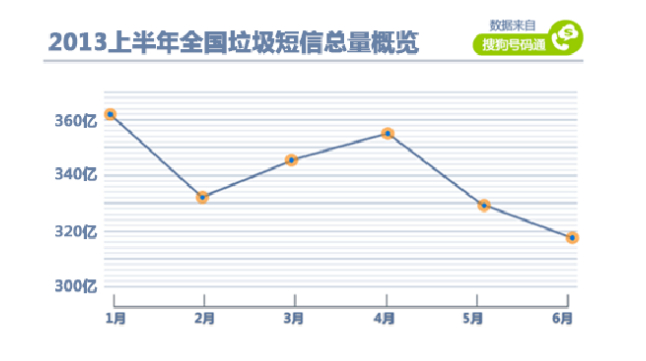 2013上半年全国垃圾短信总量概览
数据来自
搜狗号码通
360亿
340亿
320亿
300亿
1月 2月 3月 4月 5月 6月